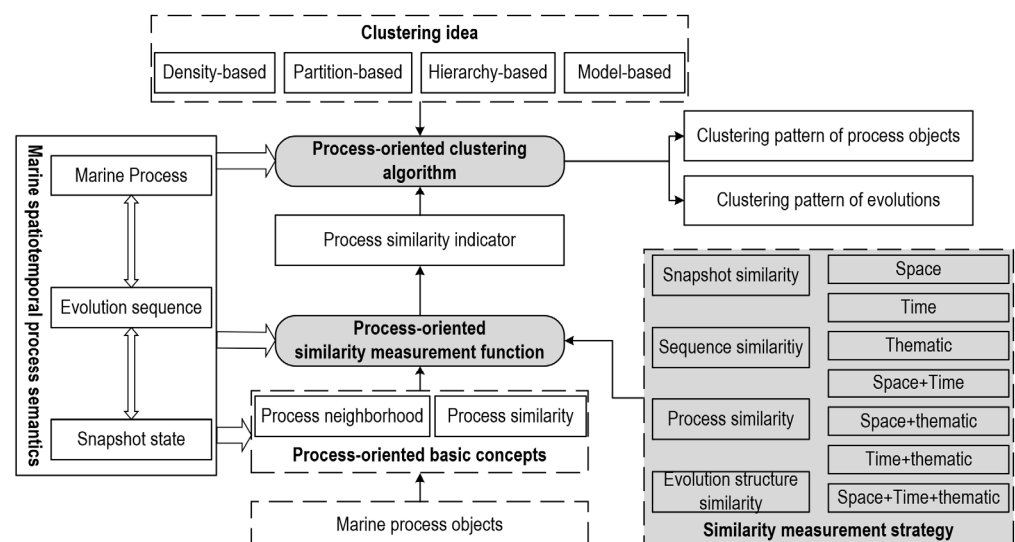 Clustering idea
Density-based
Partition-based
Hierarchy-based
Model-based
Marine spatiotemporal process semantics
Marine Process
Evolution sequence
Snapshot state
Process-oriented clustering
algorithm
Process similarity indicator
Process-oriented
similarity measurement function
Process neighborhood
Process similarity
Process-oriented basic concepts
Marine process objects
Clustering pattern of process objects
Clustering pattern of evolutions
Snapshot similarity
Sequence similaritiy
Process similarity
Evolution structure
similarity
Space
Time
Thematic
Space+Time
Space+thematic
Time+thematic
Space+Time+thematic
Similarity measurement strategy